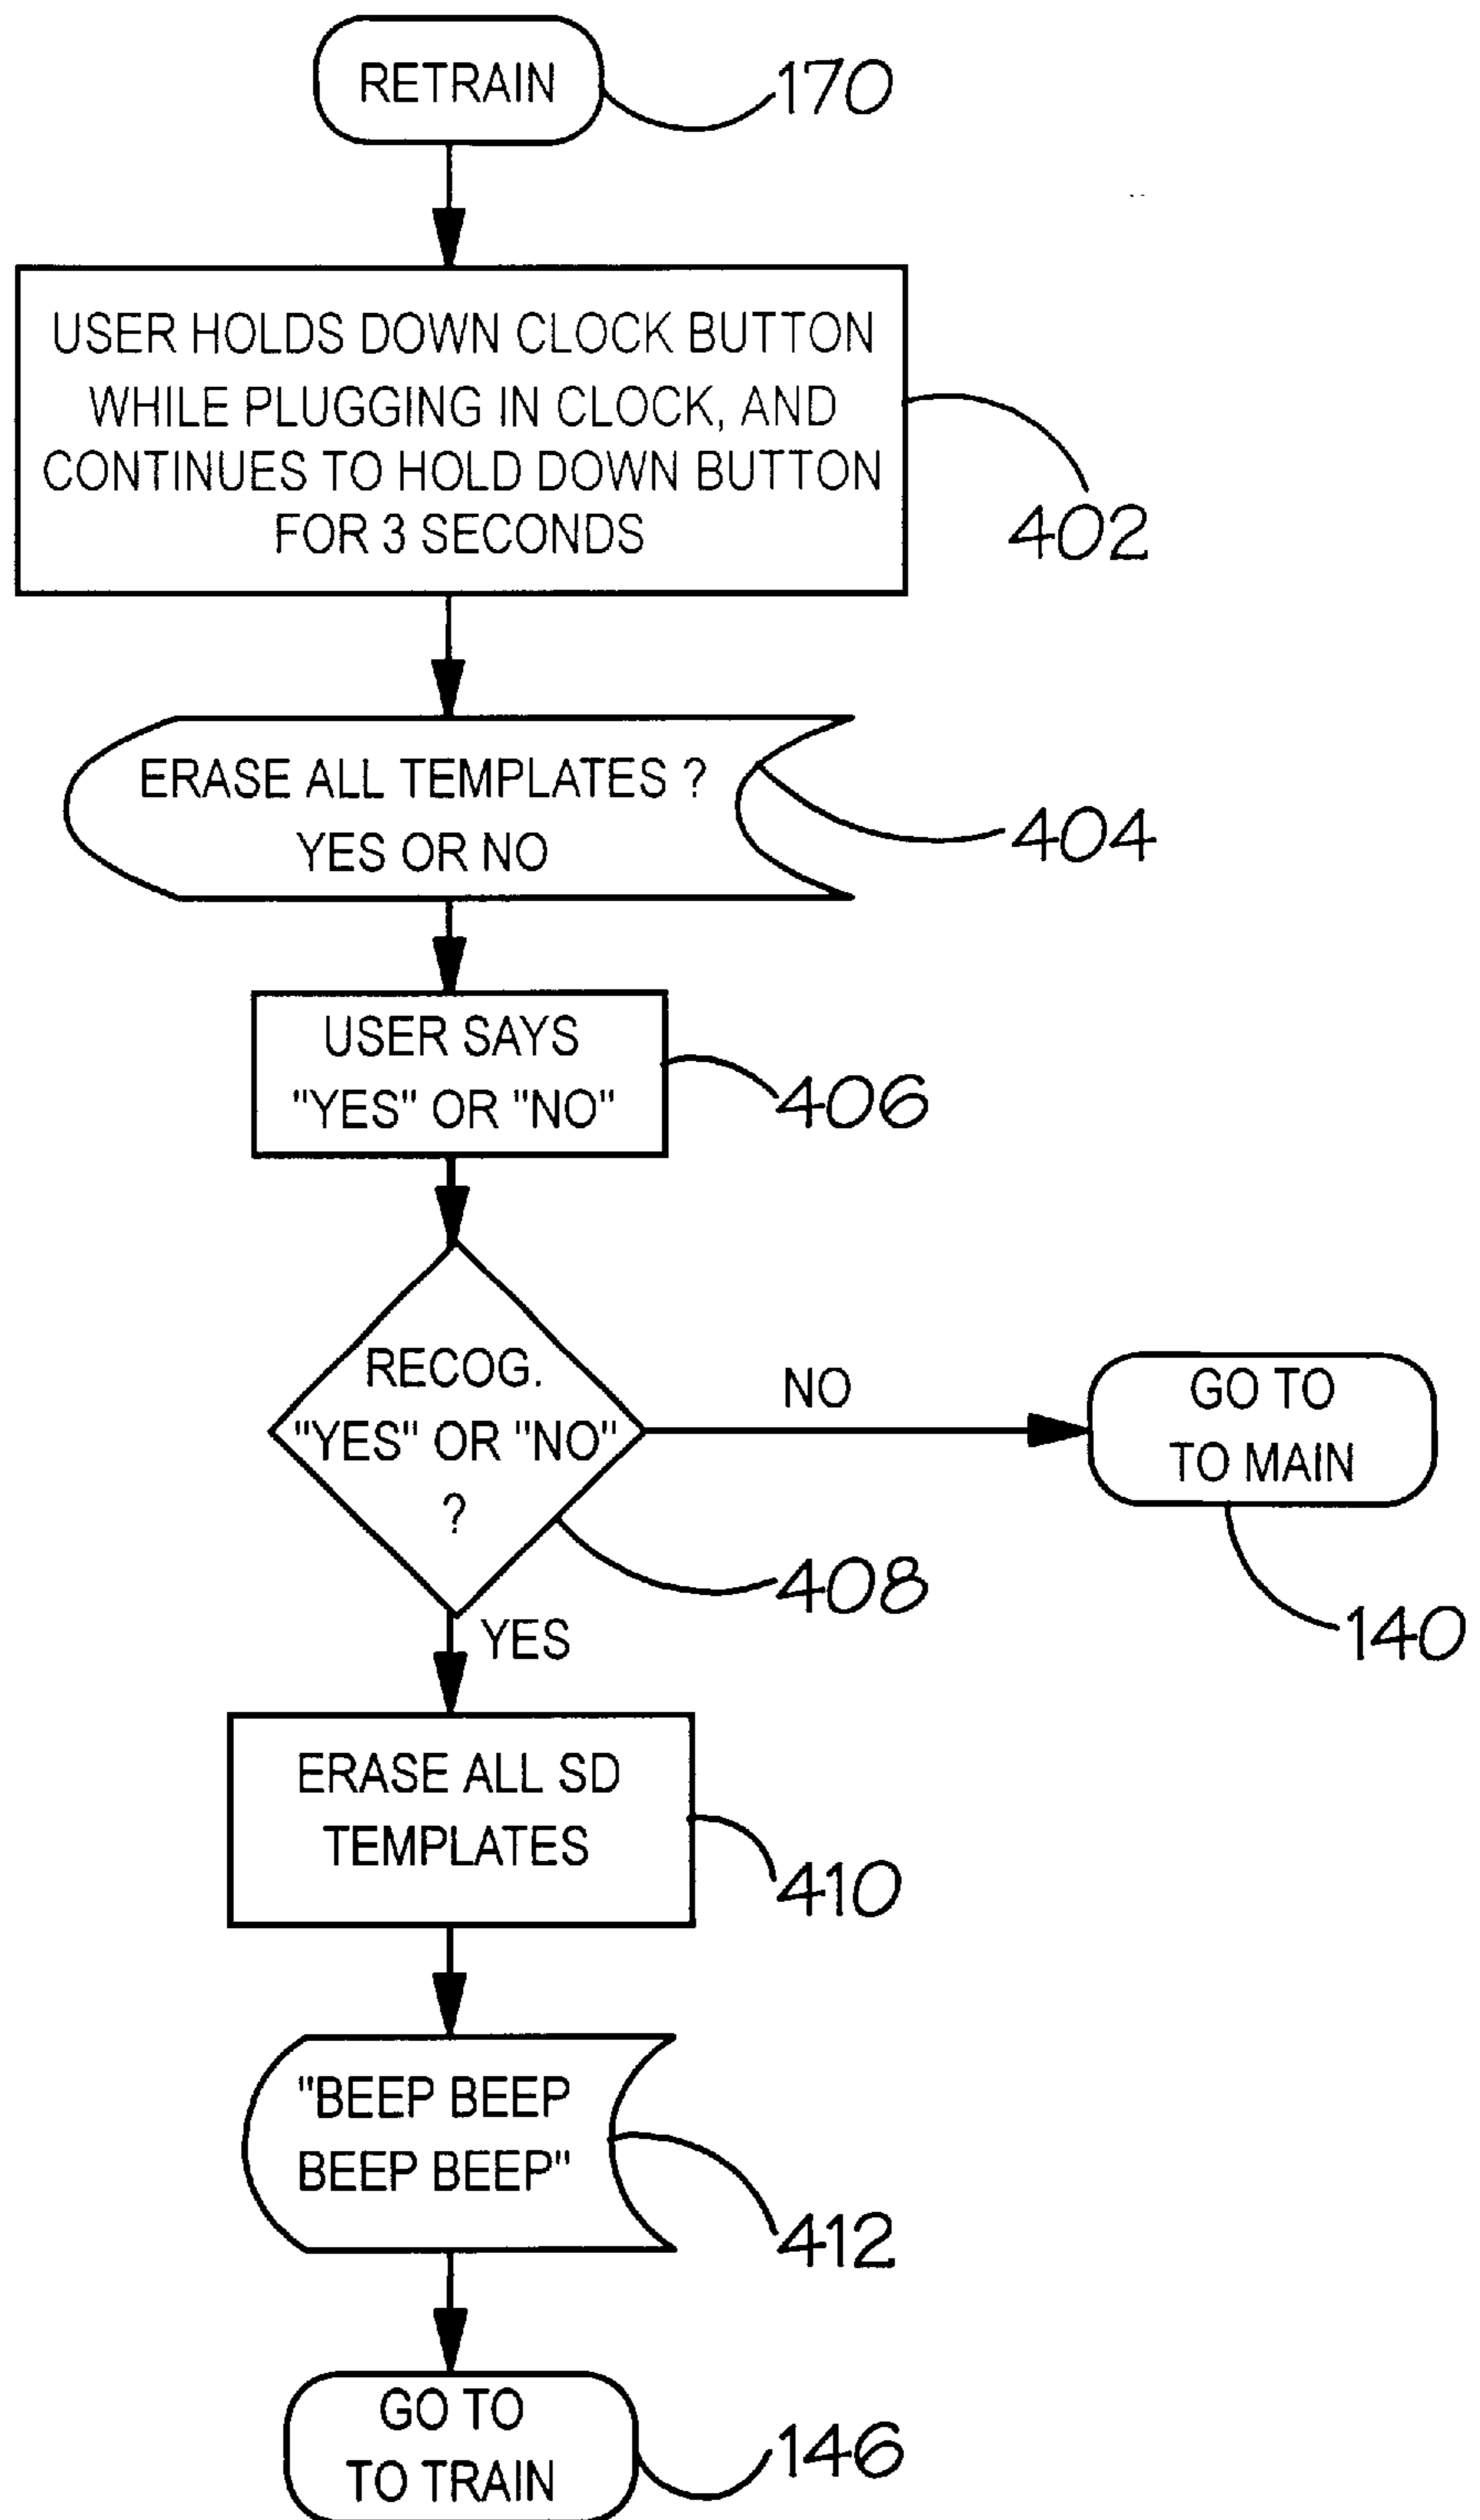 RETRAIN
170
USER HOLDS DOWN CLOCK BUTTON
WHILE PLUGGING IN CLOCK, AND
CONTINUES TO HOLD DOWN BUTTON
FOR 3 SECONDS
402
ERASE ALL TEMPLATES ?
YES OR NO
404
USER SAYS
"YES" OR "NO"
406
RECOG.
"YES" OR "NO"
?
408
NO
GO TO
TO MAIN
140
YES
ERASE ALL SD
TEMPLATES
410
"BEEP BEEP
BEEP BEEP"
412
GO TO
TO TRAIN
146